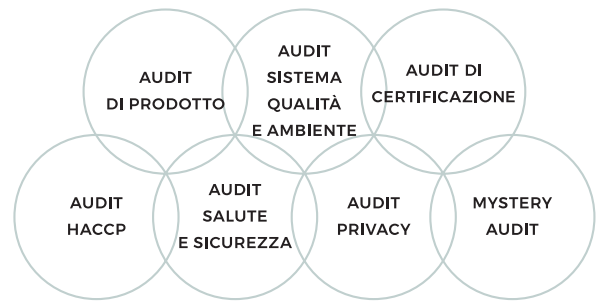 AUDIT
DI PRODOTTO
AUDIT
SISTEMA
QUALITÀ
E AMBIENTE
AUDIT DI
CERTIFICAZIONE
AUDIT
HACCP
AUDIT
SALUTE
E SICUREZZA
AUDIT
PRIVACY
MYSTERY
AUDIT